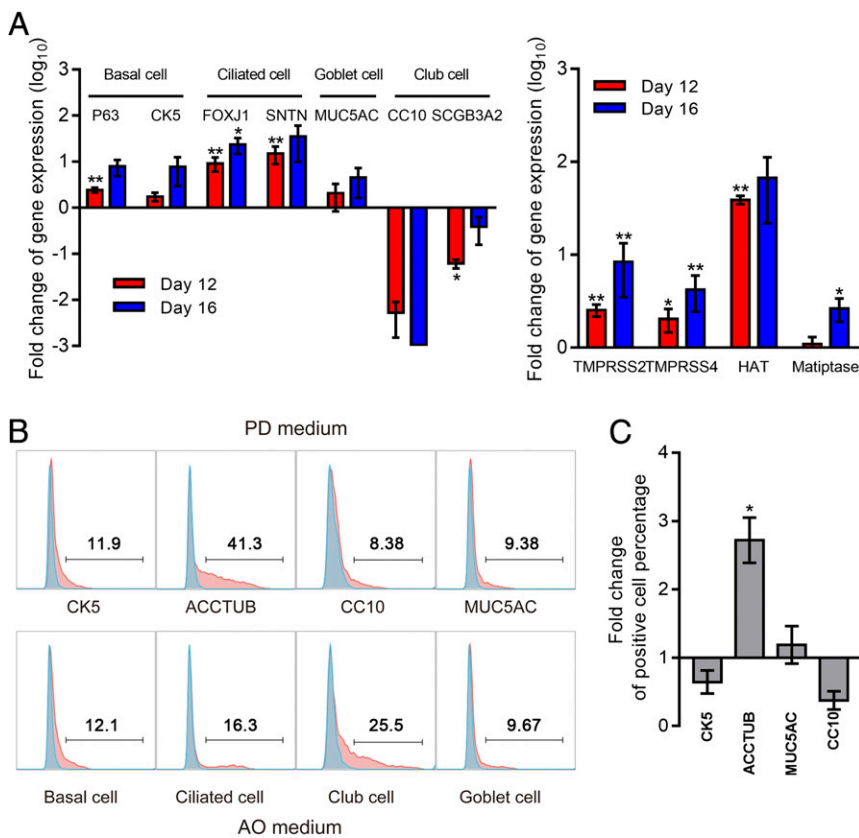 A
Fold change of gene expression (log10)
3
2
1
0
-1
-2
-3
Basal cell Ciliated cell Goblet cell Club cell
P63 CK5 FOXJ1 SNTN MUC5AC CC10 SCGB3A2
** ** * ** *
Day 12
Day 16
Fold change of gene expression (log10)
3
2
1
0
Day 12
Day 16
** ** * ** ** *
TMPRSS2 TMPRSS4 HAT Matiptase
B
PD medium
11.9 41.3 8.38 9.38
CK5 ACCTUB CC10 MUC5AC
12.1 16.3 25.5 9.67
Basal cell Ciliated cell Club cell Goblet cell
AO medium
C
Fold change
of positive cell percentage
4
3
2
1
0
*
CK5
ACCTUB
MUC5AC
CC10